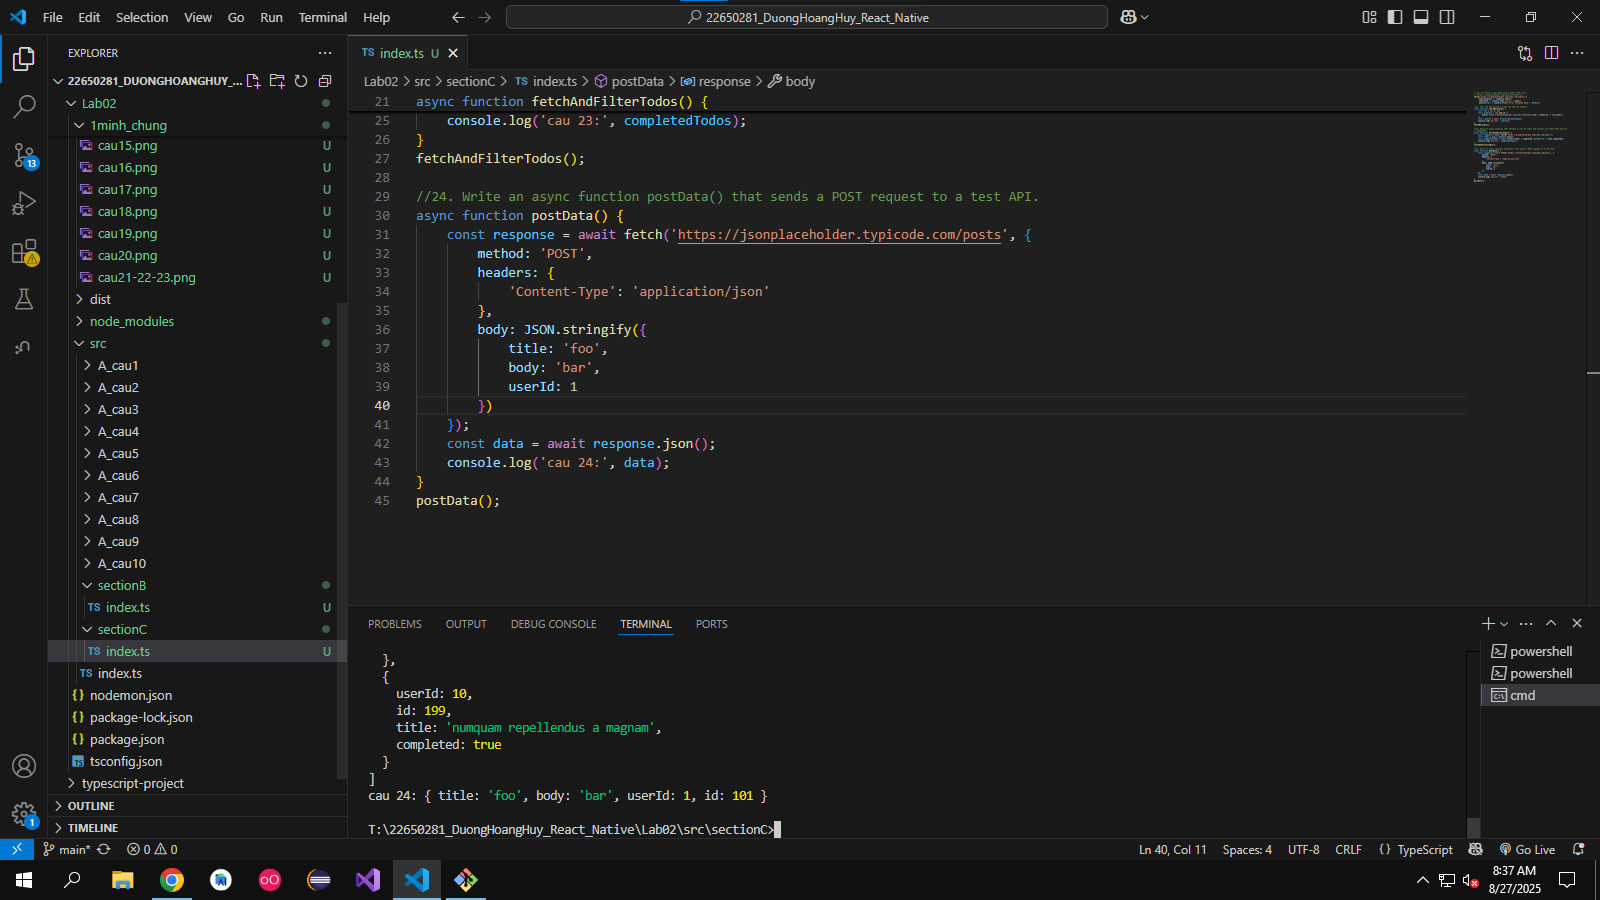 File Edit Selection View Go Run Terminal Help
22650281_DuongHoangHuy_React_Native
EXPLORER
22650281_DUONGHOANGHUY_...
Lab02
1minh_chung
cau15.png U
cau16.png U
cau17.png U
cau18.png U
cau19.png U
cau20.png U
cau21-22-23.png U
dist
node_modules
src
A_cau1
A_cau2
A_cau3
A_cau4
A_cau5
A_cau6
A_cau7
A_cau8
A_cau9
A_cau10
sectionB
TS index.ts U
sectionC
TS index.ts U
TS index.ts
{} nodemon.json
{} package-lock.json
{} package.json
TS tsconfig.json
typescript-project
OUTLINE
TIMELINE
13
1
TS index.ts U
Lab02 > src > sectionC > TS index.ts > postData > response > body
21 async function fetchAndFilterTodos() {
25 console.log('cau 23:', completedTodos);
26 }
27 fetchAndFilterTodos();
28
29 //24. Write an async function postData() that sends a POST request to a test API.
30 async function postData() {
31 const response = await fetch('https://jsonplaceholder.typicode.com/posts', {
32 method: 'POST',
33 headers: {
34 'Content-Type': 'application/json'
35 },
36 body: JSON.stringify({
37 title: 'foo',
38 body: 'bar',
39 userId: 1
40 })
41 });
42 const data = await response.json();
43 console.log('cau 24:', data);
44 }
45 postData();
PROBLEMS OUTPUT DEBUG CONSOLE TERMINAL PORTS
},
{
userId: 10,
id: 199,
title: 'numquam repellendus a magnam',
completed: true
}
]
cau 24: { title: 'foo', body: 'bar', userId: 1, id: 101 }
T:\22650281_DuongHoangHuy_React_Native\Lab02\src\sectionC>
powershell
powershell
cmd
main* 0 0
Ln 40, Col 11 Spaces: 4 UTF-8 CRLF {} TypeScript Go Live
8:37 AM
8/27/2025